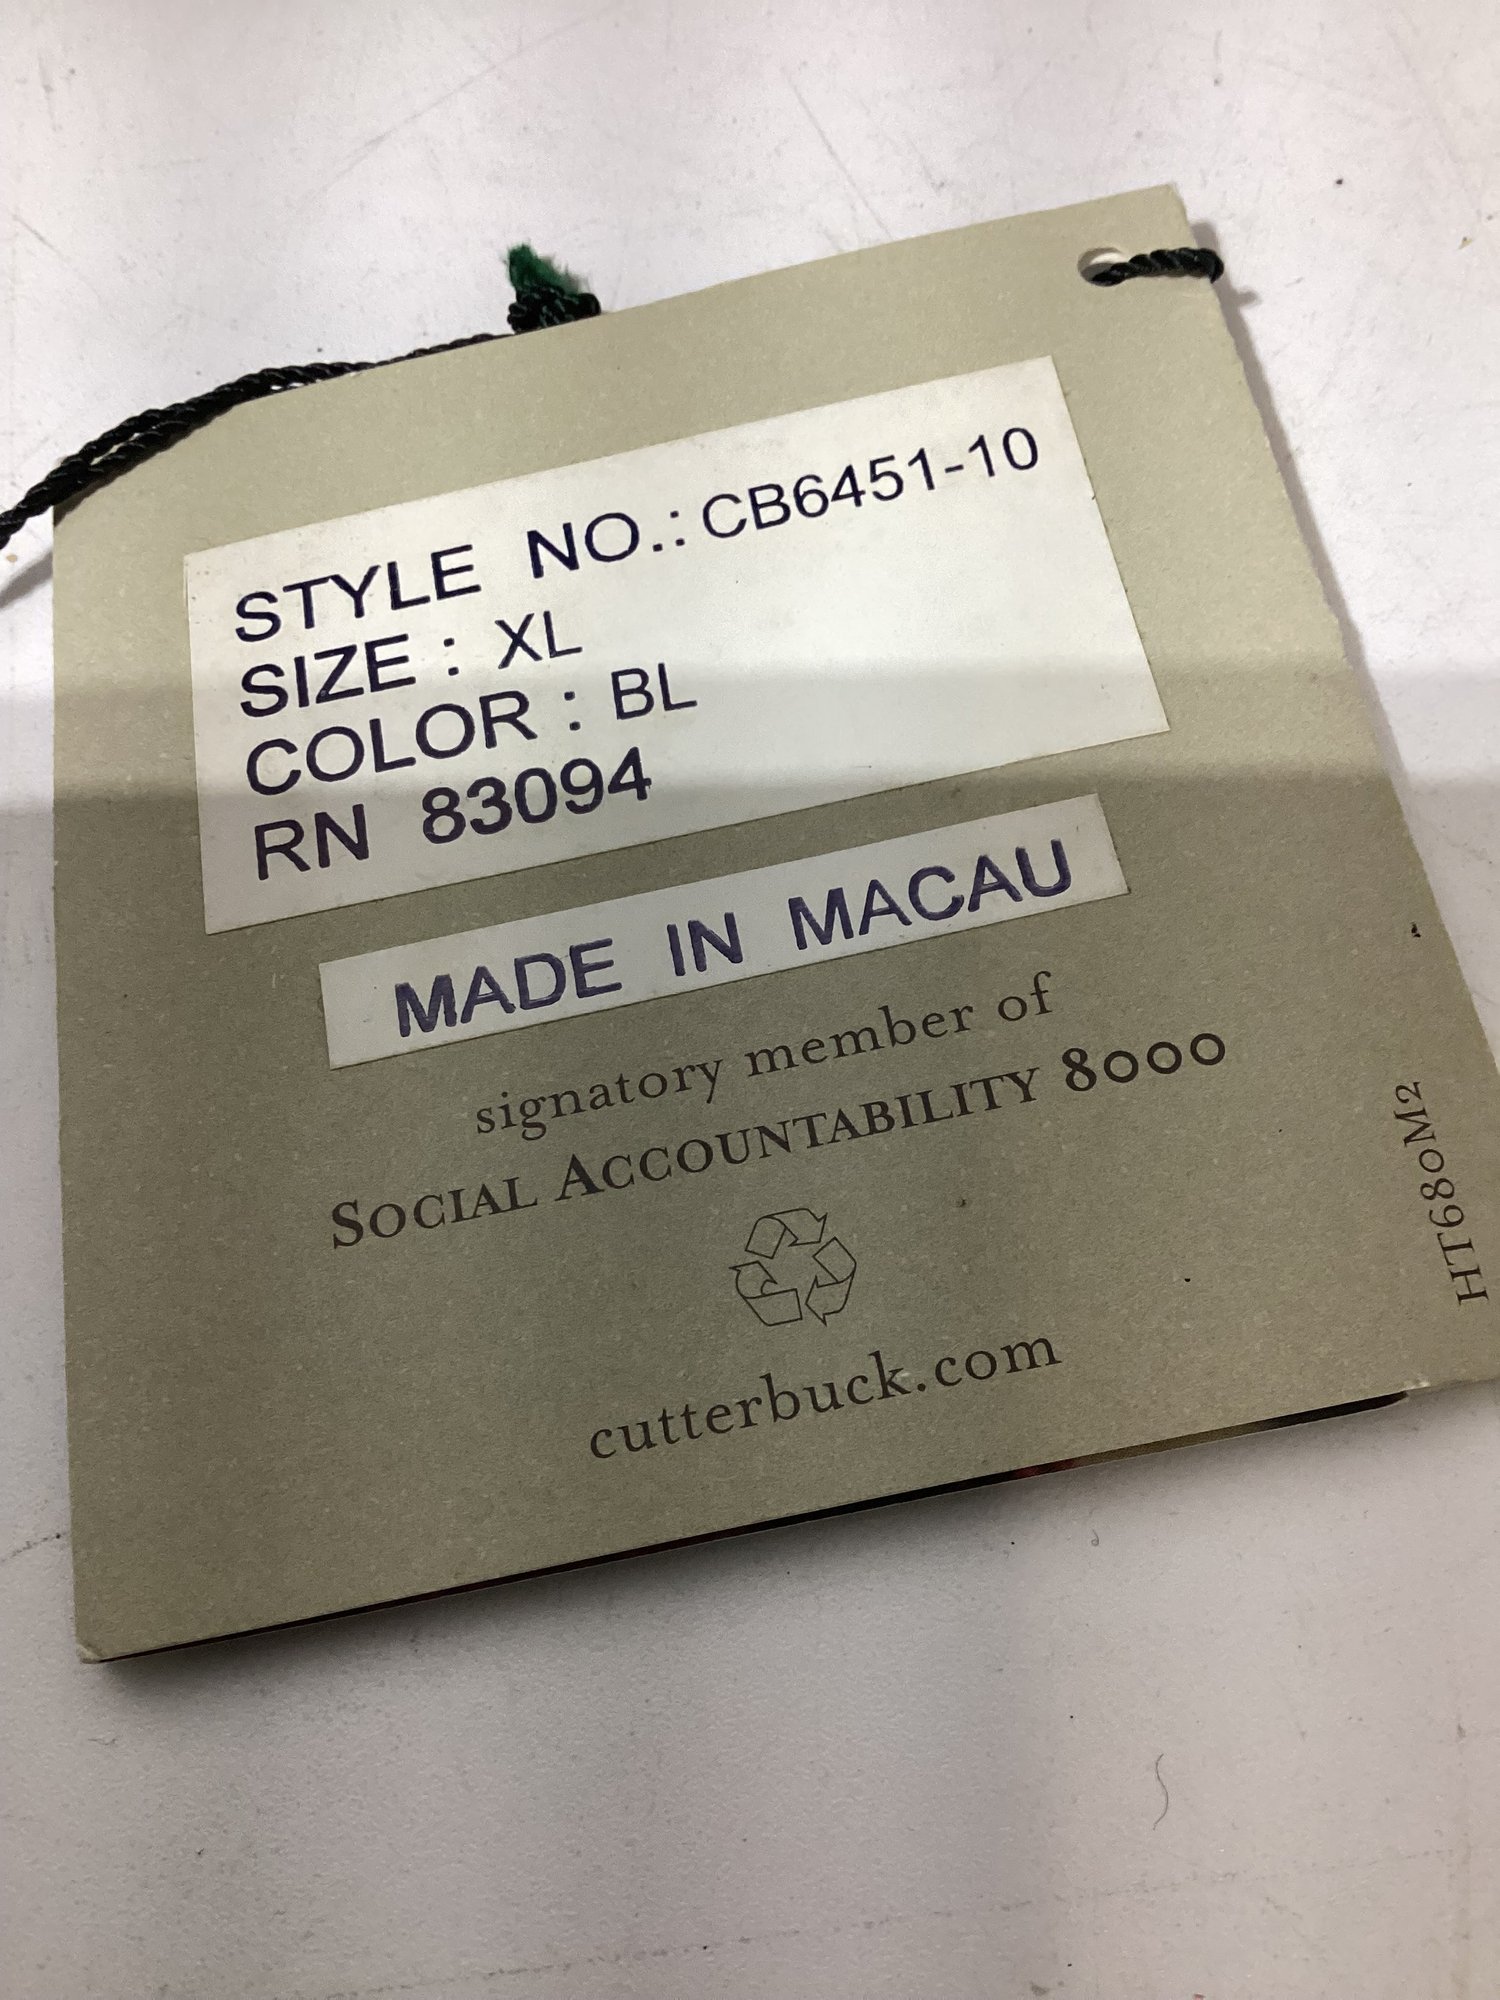 STYLE NO.: CB6451-10
SIZE : XL
COLOR : BL
RN 83094
MADE IN MACAU
signatory member of
SOCIAL ACCOUNTABILITY 8000
cutterbuck.com
HT680M2